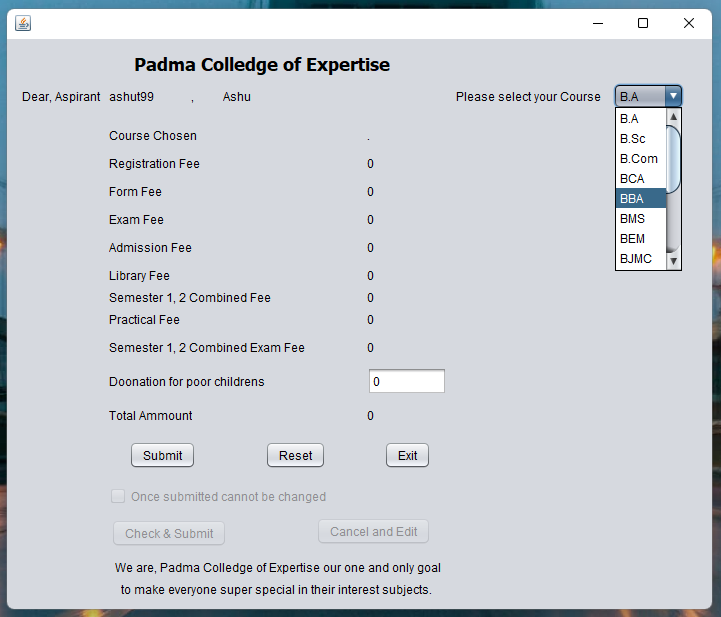 Padma Colledge of Expertise
Dear, Aspirant ashut99 , Ashu Please select your Course B.A
B.A
B.Sc
B.Com
BCA
BBA
BMS
BEM
BJMC
Course Chosen .
Registration Fee 0
Form Fee 0
Exam Fee 0
Admission Fee 0
Library Fee 0
Semester 1, 2 Combined Fee 0
Practical Fee 0
Semester 1, 2 Combined Exam Fee 0
Doonation for poor childrens 0
Total Ammount 0
Submit Reset Exit
Once submitted cannot be changed
Check & Submit Cancel and Edit
We are, Padma Colledge of Expertise our one and only goal
to make everyone super special in their interest subjects.